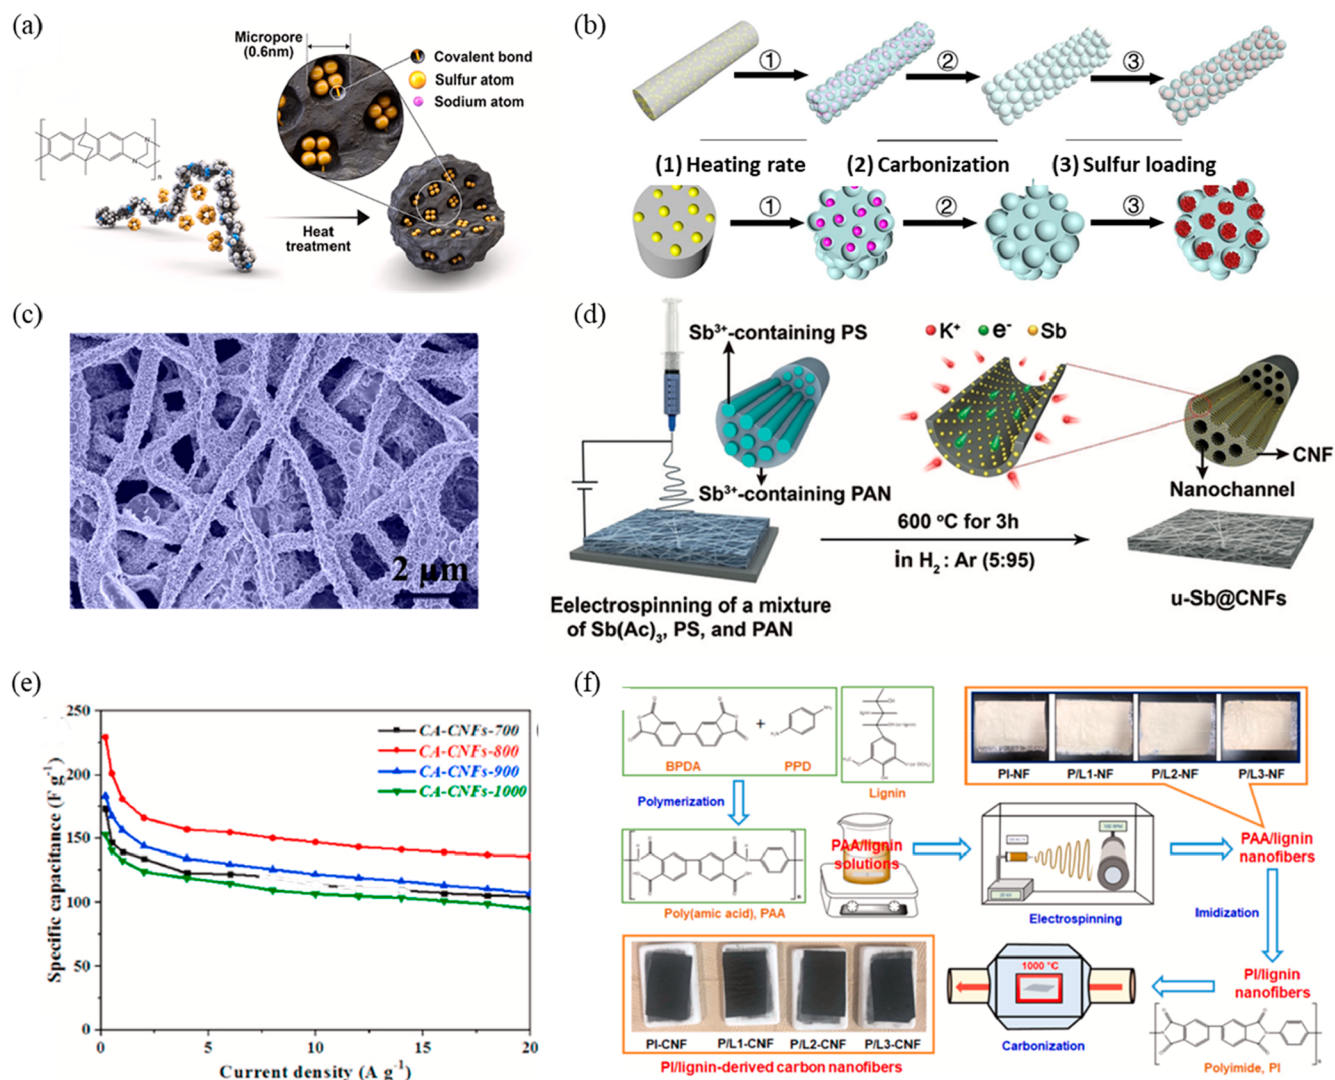 (a)
Micropore
(0.6nm)
Covalent bond
Sulfur atom
Sodium atom
n
Heat
treatment
(b)
① ② ③
(1) Heating rate (2) Carbonization (3) Sulfur loading
① ② ③
(c)
2 μm
(d)
Sb³⁺-containing PS
K⁺ e⁻ Sb
Sb³⁺-containing PAN
CNF
Nanochannel
600 °C for 3h
in H₂ : Ar (5:95)
Eelectrospinning of a mixture
of Sb(Ac)₃, PS, and PAN
u-Sb@CNFs
(e)
Specific capacitance (F g⁻¹)
250
200
150
100
50
0
CA-CNFs-700
CA-CNFs-800
CA-CNFs-900
CA-CNFs-1000
0 5 10 15 20
Current density (A g⁻¹)
(f)
+
BPDA PPD
Lignin
PI-NF P/L1-NF P/L2-NF P/L3-NF
Polymerization
PAA/lignin
solutions
PAA/lignin
nanofibers
Poly(amic acid), PAA
Electrospinning
Imidization
1000 °C
PI/lignin
nanofibers
PI-CNF P/L1-CNF P/L2-CNF P/L3-CNF
Carbonization
PI/lignin-derived carbon nanofibers
Polyimide, PI